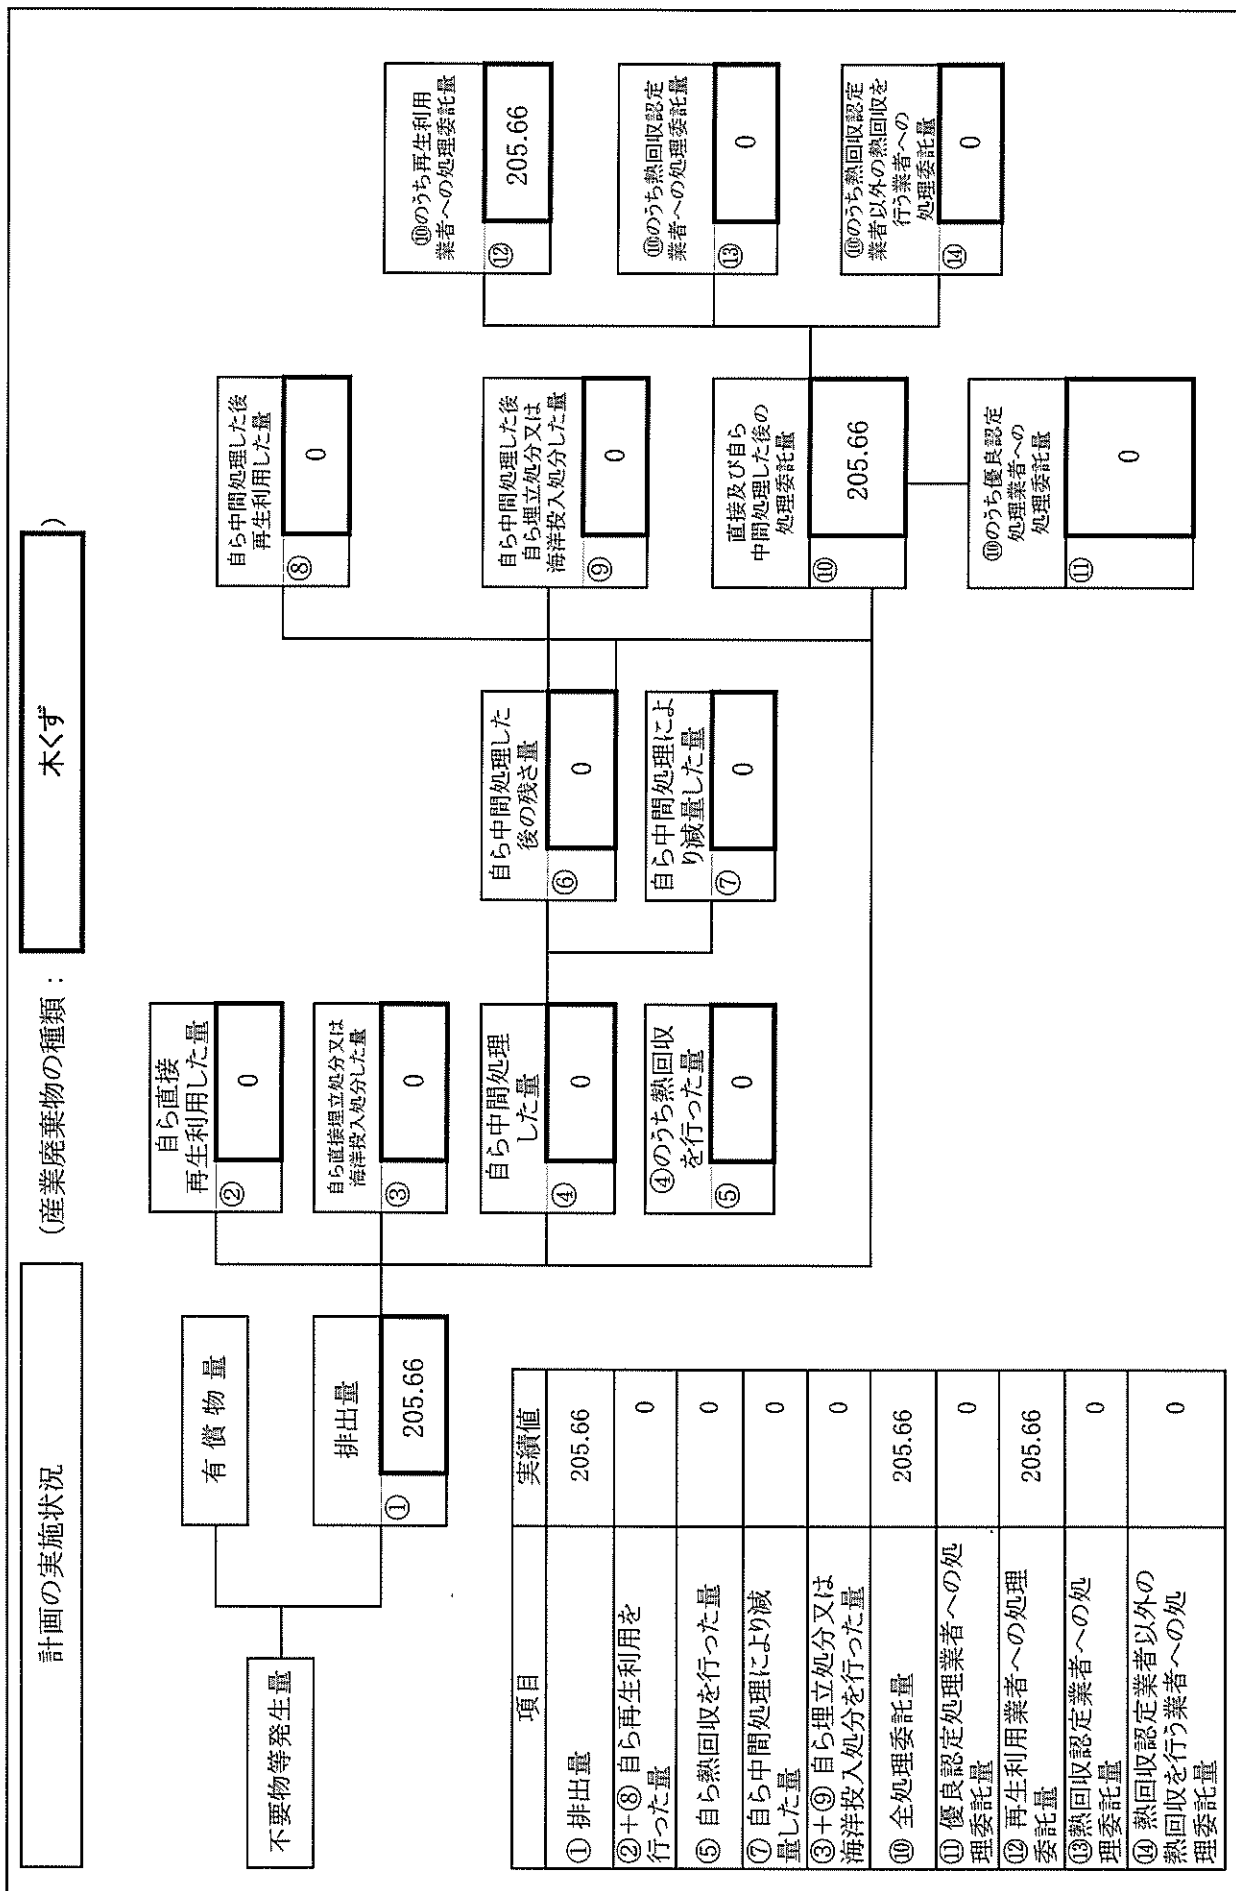 計画の実施状況
(産業廃棄物の種類：
木くず
)
不要物等発生量
有 償 物 量
排出量
①
205.66
自ら直接
再生利用した量
②
0
自ら直接埋立処分又は
海洋投入処分した量
③
0
自ら中間処理
した量
④
0
④のうち熱回収
を行った量
⑤
0
自ら中間処理した
後の残さ量
⑥
0
自ら中間処理によ
り減量した量
⑦
0
自ら中間処理した後
再生利用した量
⑧
0
自ら中間処理した後
自ら埋立処分又は
海洋投入処分した量
⑨
0
直接及び自ら
中間処理した後の
処理委託量
⑩
205.66
⑩のうち優良認定
処理業者への
処理委託量
⑪
0
⑩のうち再生利用
業者への処理委託量
⑫
205.66
⑩のうち熱回収認定
業者への処理委託量
⑬
0
⑩のうち熱回収認定
業者以外の熱回収を
行う業者への
処理委託量
⑭
0
項目 実績値
① 排出量 205.66
②+⑧ 自ら再生利用を
行った量 0
⑤ 自ら熱回収を行った量 0
⑦ 自ら中間処理により減
量した量 0
③+⑨ 自ら埋立処分又は
海洋投入処分を行った量 0
⑩ 全処理委託量 205.66
⑪ 優良認定処理業者への処
理委託量 0
⑫ 再生利用業者への処理
委託量 205.66
⑬熱回収認定業者への処
理委託量 0
⑭ 熱回収認定業者以外の
熱回収を行う業者への処
理委託量 0